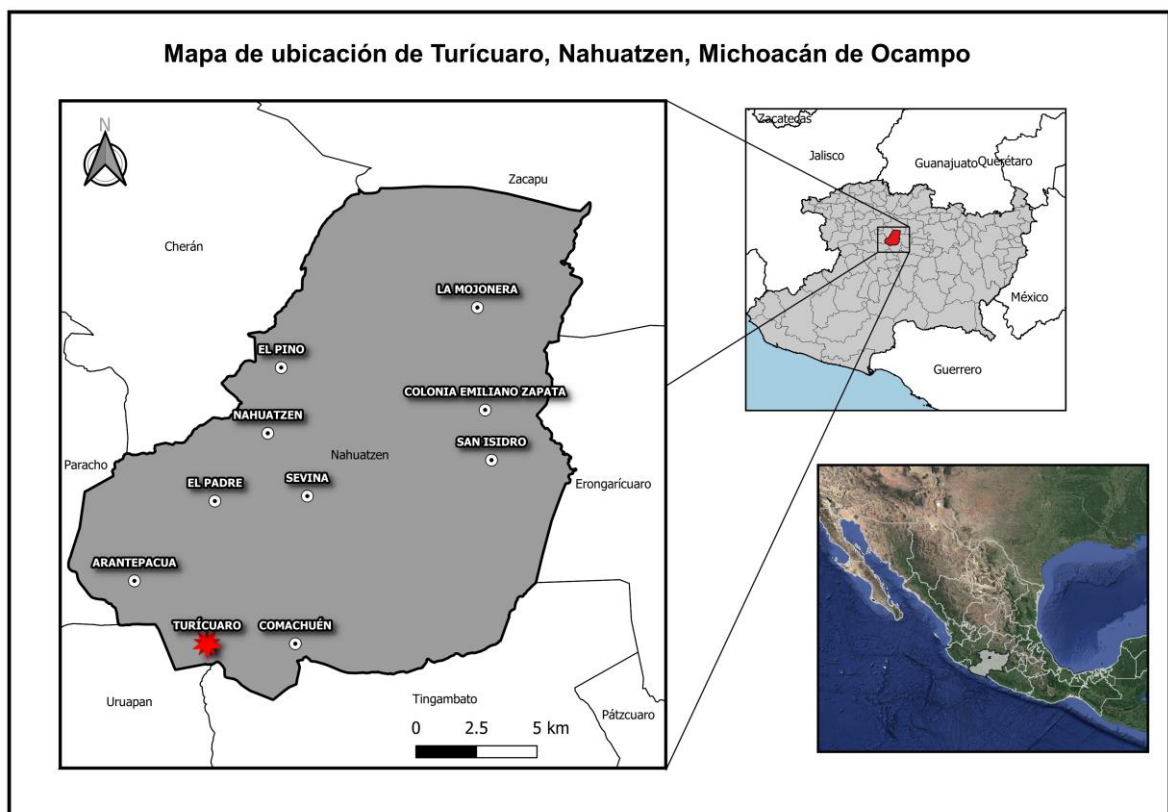 Mapa de ubicación de Turícuaro, Nahuatzen, Michoacán de Ocampo
N
Zacapu
Cherán
LA MOJONERA
EL PINO
COLONIA EMILIANO ZAPATA
NAHUATZEN
SAN ISIDRO
Nahuatzen
Paracho
EL PADRE
SEVINA
Erongarícuaro
ARANTEPACUA
TURÍCUARO
COMACHUÉN
Uruapan
Tingambato
Pátzcuaro
0 2.5 5 km
Zacatecas
Jalisco
Guanajuato
Querétaro
México
Guerrero